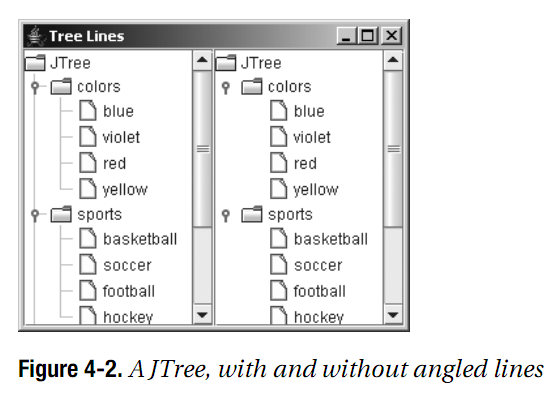 Tree Lines
JTree
colors
blue
violet
red
yellow
sports
basketball
soccer
football
hockey
JTree
colors
blue
violet
red
yellow
sports
basketball
soccer
football
hockey
Figure 4-2. A JTree, with and without angled lines